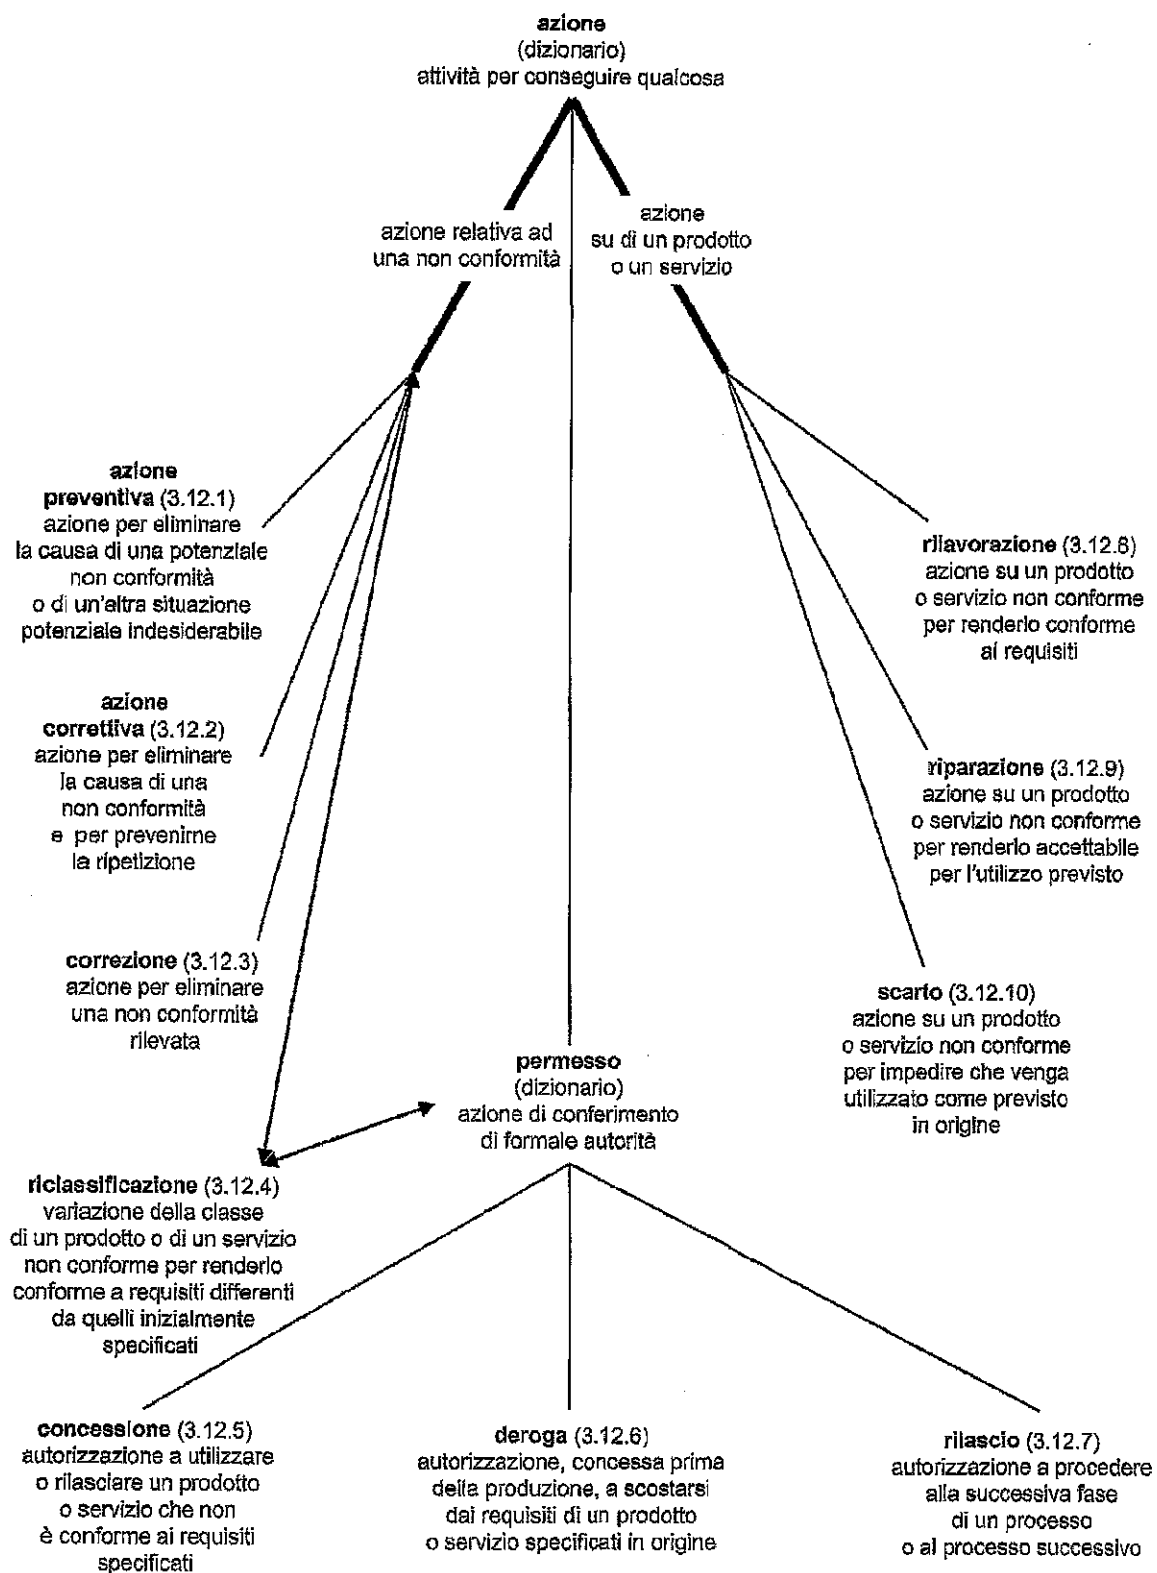 azione
(dizionario)
attività per conseguire qualcosa
azione relativa ad
una non conformità
azione
su di un prodotto
o un servizio
azione
preventiva (3.12.1)
azione per eliminare
la causa di una potenziale
non conformità
o di un'altra situazione
potenziale indesiderabile
azione
correttiva (3.12.2)
azione per eliminare
la causa di una
non conformità
e per prevenirne
la ripetizione
correzione (3.12.3)
azione per eliminare
una non conformità
rilevata
riclassificazione (3.12.4)
variazione della classe
di un prodotto o di un servizio
non conforme per renderlo
conforme a requisiti differenti
da quelli inizialmente
specificati
rilavorazione (3.12.8)
azione su un prodotto
o servizio non conforme
per renderlo conforme
ai requisiti
riparazione (3.12.9)
azione su un prodotto
o servizio non conforme
per renderlo accettabile
per l'utilizzo previsto
scarto (3.12.10)
azione su un prodotto
o servizio non conforme
per impedire che venga
utilizzato come previsto
in origine
permesso
(dizionario)
azione di conferimento
di formale autorità
concessione (3.12.5)
autorizzazione a utilizzare
o rilasciare un prodotto
o servizio che non
è conforme ai requisiti
specificati
deroga (3.12.6)
autorizzazione, concessa prima
della produzione, a scostarsi
dai requisiti di un prodotto
o servizio specificati in origine
rilascio (3.12.7)
autorizzazione a procedere
alla successiva fase
di un processo
o al processo successivo